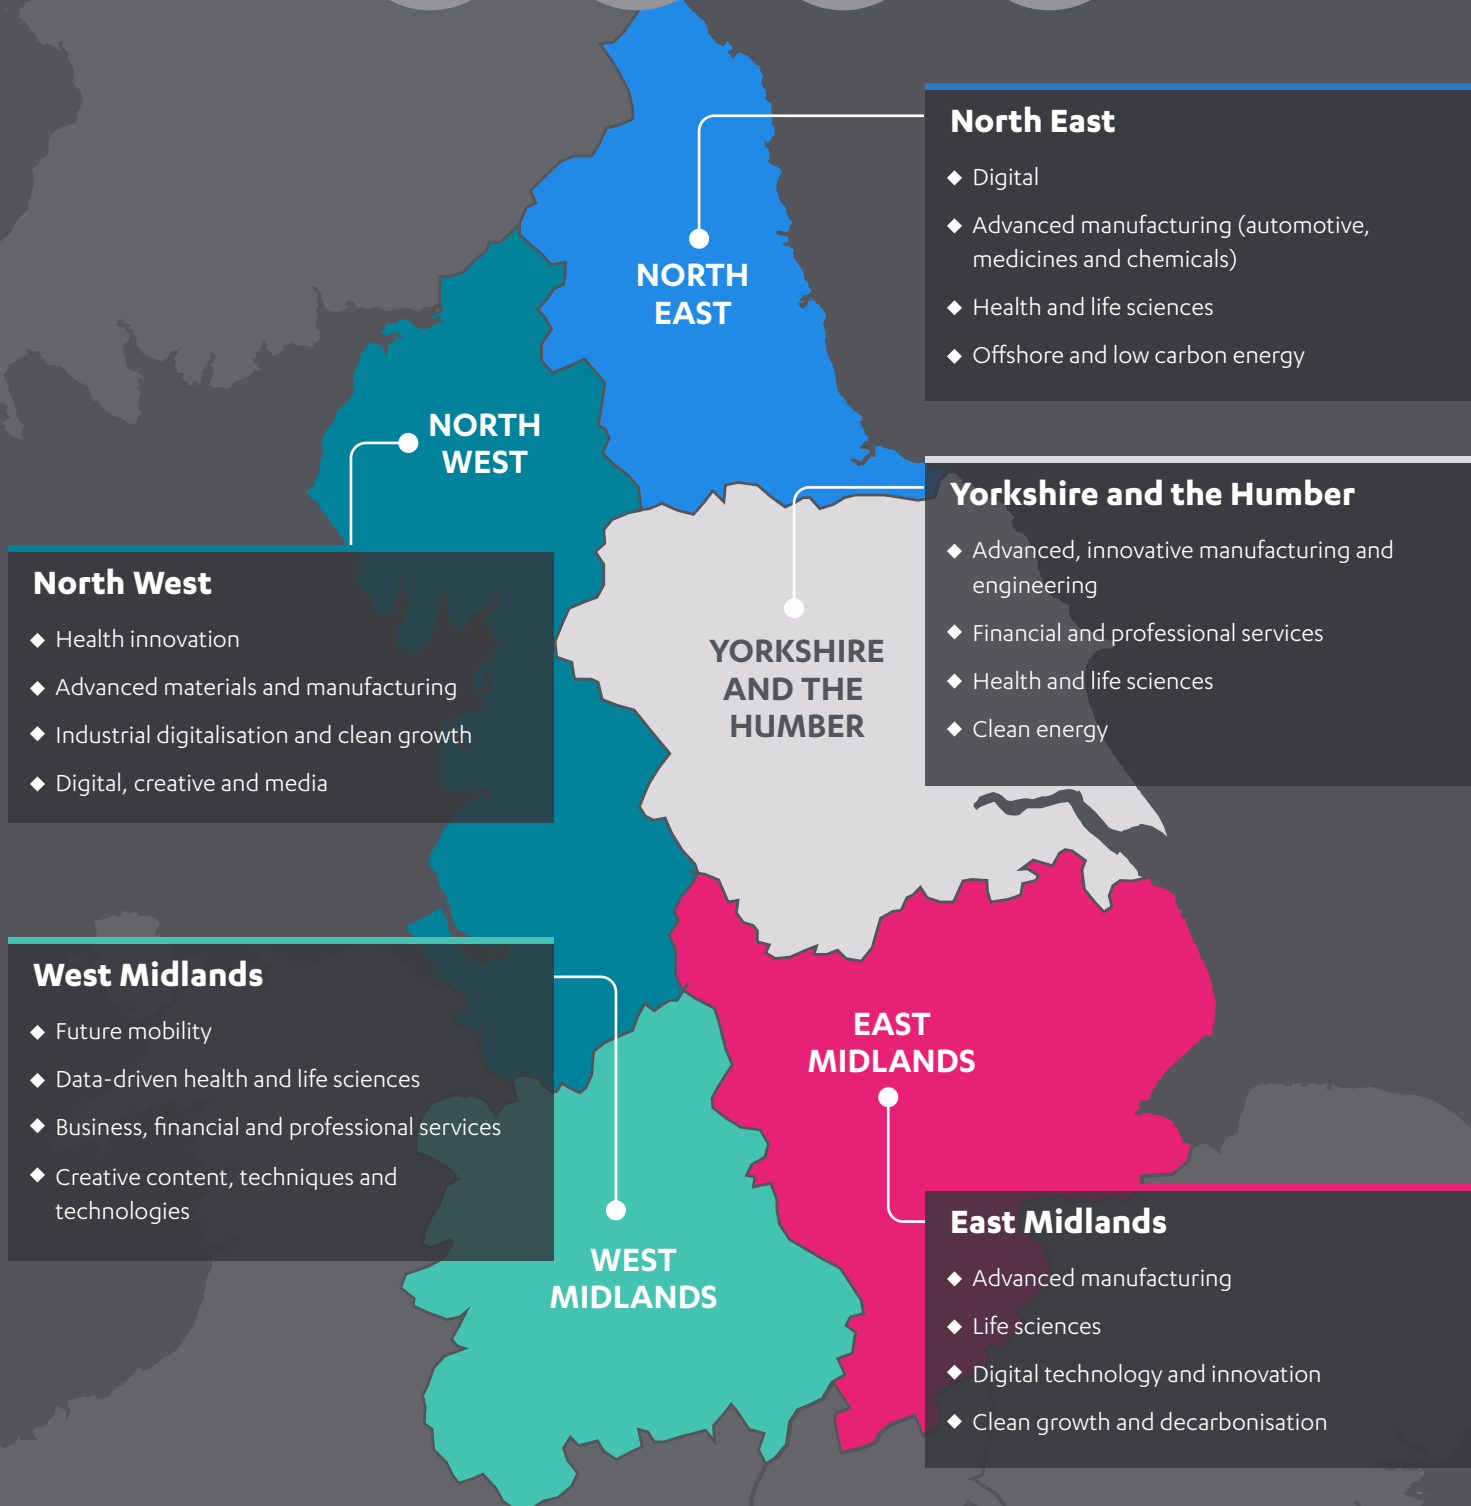 North East
Digital
Advanced manufacturing (automotive,
medicines and chemicals)
Health and life sciences
Offshore and low carbon energy
NORTH
EAST
NORTH
WEST
Yorkshire and the Humber
Advanced, innovative manufacturing and
engineering
Financial and professional services
Health and life sciences
Clean energy
North West
Health innovation
Advanced materials and manufacturing
Industrial digitalisation and clean growth
Digital, creative and media
YORKSHIRE
AND THE
HUMBER
West Midlands
Future mobility
Data-driven health and life sciences
Business, financial and professional services
Creative content, techniques and
technologies
EAST
MIDLANDS
WEST
MIDLANDS
East Midlands
Advanced manufacturing
Life sciences
Digital technology and innovation
Clean growth and decarbonisation